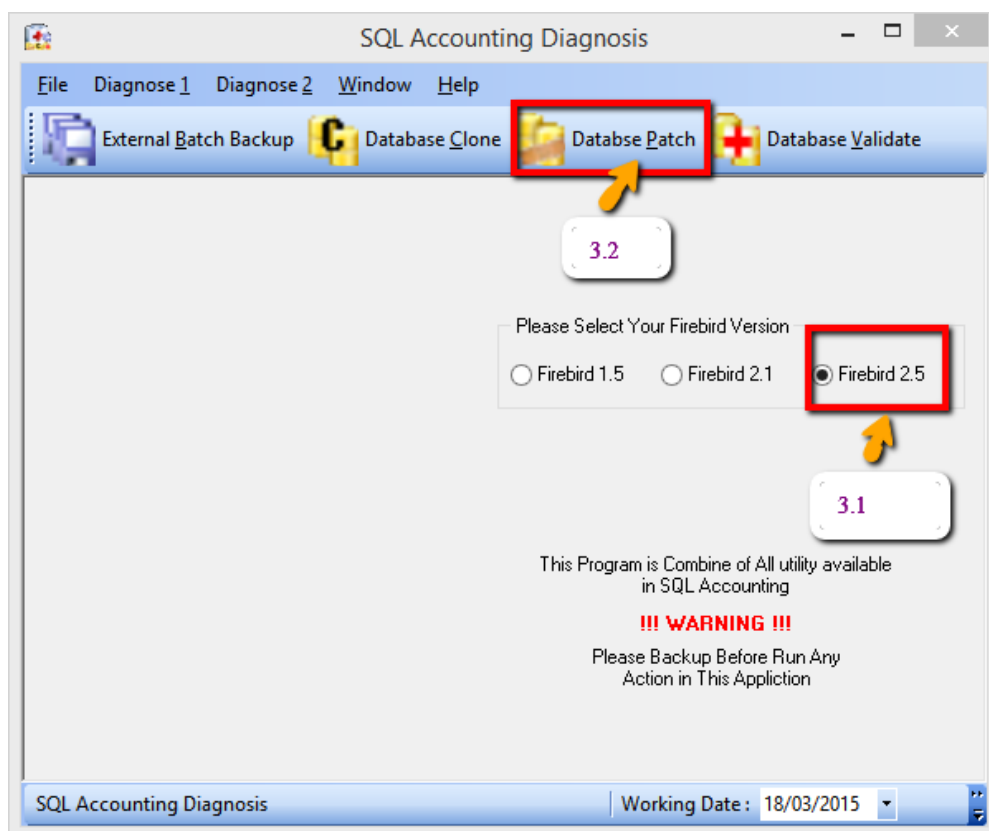 SQL Accounting Diagnosis
File Diagnose 1 Diagnose 2 Window Help
External Batch Backup Database Clone Databse Patch Database Validate
3.2
Please Select Your Firebird Version
Firebird 1.5 Firebird 2.1 Firebird 2.5
3.1
This Program is Combine of All utility available
in SQL Accounting
!!! WARNING !!!
Please Backup Before Run Any
Action in This Appliction
SQL Accounting Diagnosis Working Date : 18/03/2015